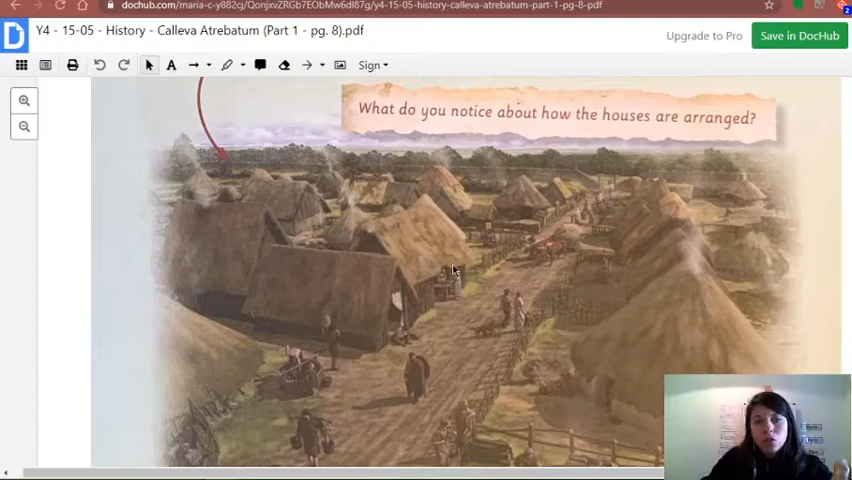 dochub.com/maria-c-y882cj/QonjxvZRGb7EObMw6dl87g/y4-15-05-history-calleva-atrebatum-part-1-pg-8-pdf
Y4 - 15-05 - History - Calleva Atrebatum (Part 1 - pg. 8).pdf
Upgrade to Pro
Save in DocHub
A
Sign
What do you notice about how the houses are arranged?